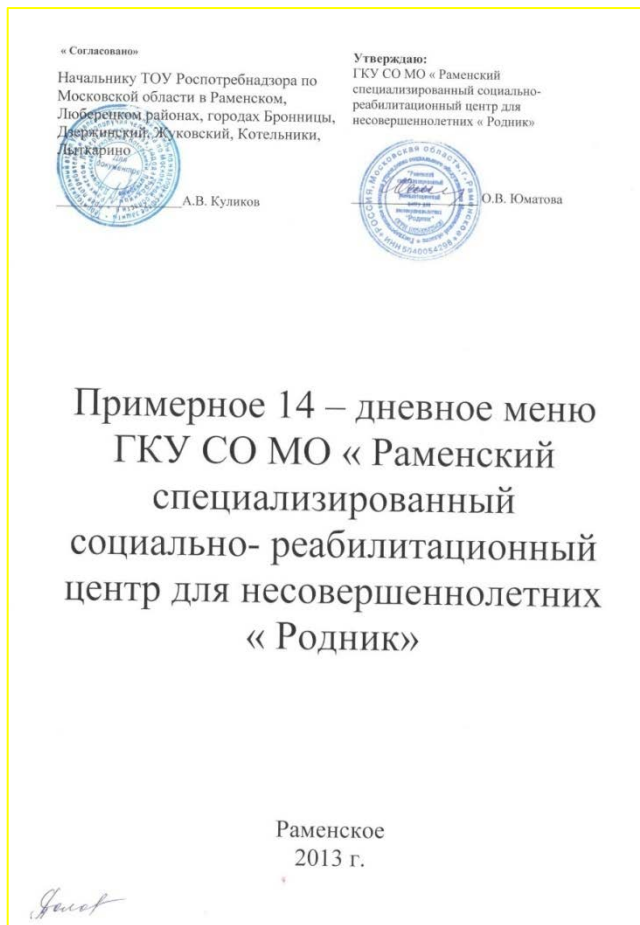 « Согласовано»
Начальнику ТОУ Роспотребнадзора по
Московской области в Раменском,
Люберецком районах, городах Бронницы,
Дзержинский, Жуковский, Котельники,
Лыткарино
А.В. Куликов
Утверждаю:
ГКУ СО МО « Раменский
специализированный социально-
реабилитационный центр для
несовершеннолетних « Родник»
О.В. Юматова
Примерное 14 – дневное меню
ГКУ СО МО « Раменский
специализированный
социально- реабилитационный
центр для несовершеннолетних
« Родник»
Раменское
2013 г.